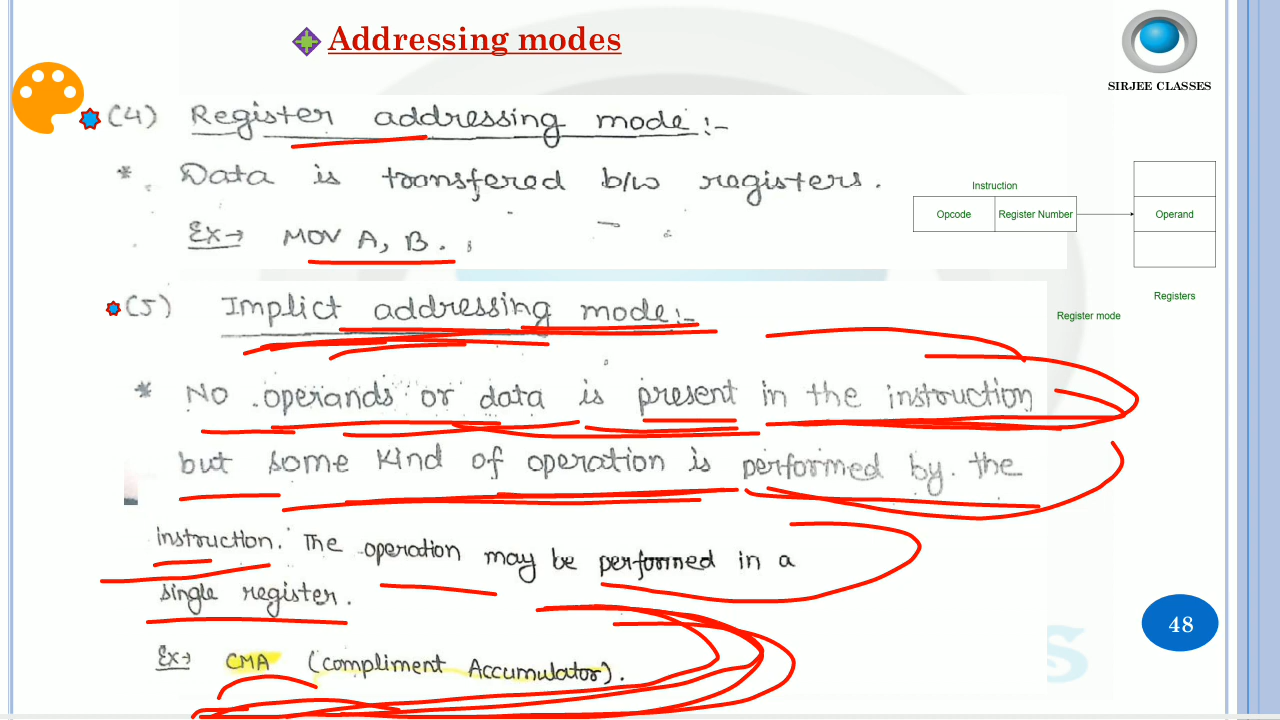 Addressing modes
SIRJEE CLASSES
(4) Register addressing mode :-
* Data is transfered b/w registers.
Ex→ MOV A, B.
Instruction
Opcode Register Number Operand
Registers
Register mode
(5) Implict addressing mode:-
* No operands or data is present in the instruction
but some kind of operation is performed by the
instruction. The operation may be performed in a
single register.
Ex→ CMA (compliment Accumulator).
48